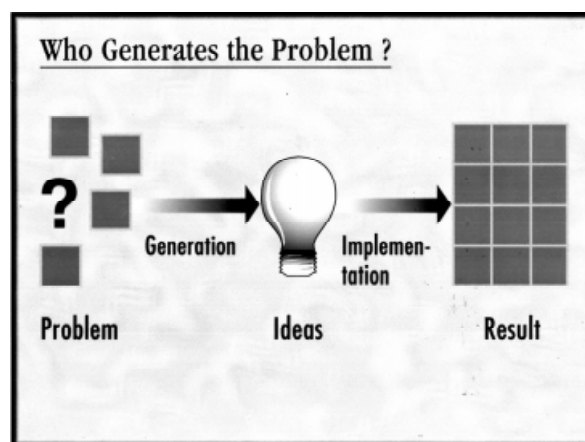 Who Generates the Problem ?
?
Generation
Implemen-
tation
Problem
Ideas
Result